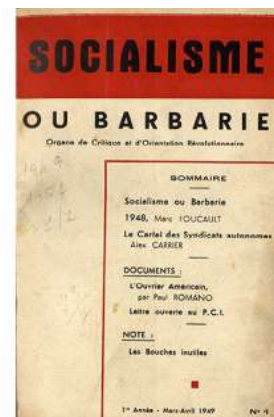 SOCIALISME
OU BARBARIE
Organe de Critique et d'Orientation Révolutionnaire
SOMMAIRE
Socialisme ou Barbarie
1948, Marc FOUCAULT
Le Cartel des Syndicats autonomes
Alex CARRIER
DOCUMENTS :
L'Ouvrier Américain,
par Paul ROMANO
Lettre ouverte au P.C.I.
NOTE :
Les Bouches inutiles
1re Année - Mars-Avril 1949 N° 1